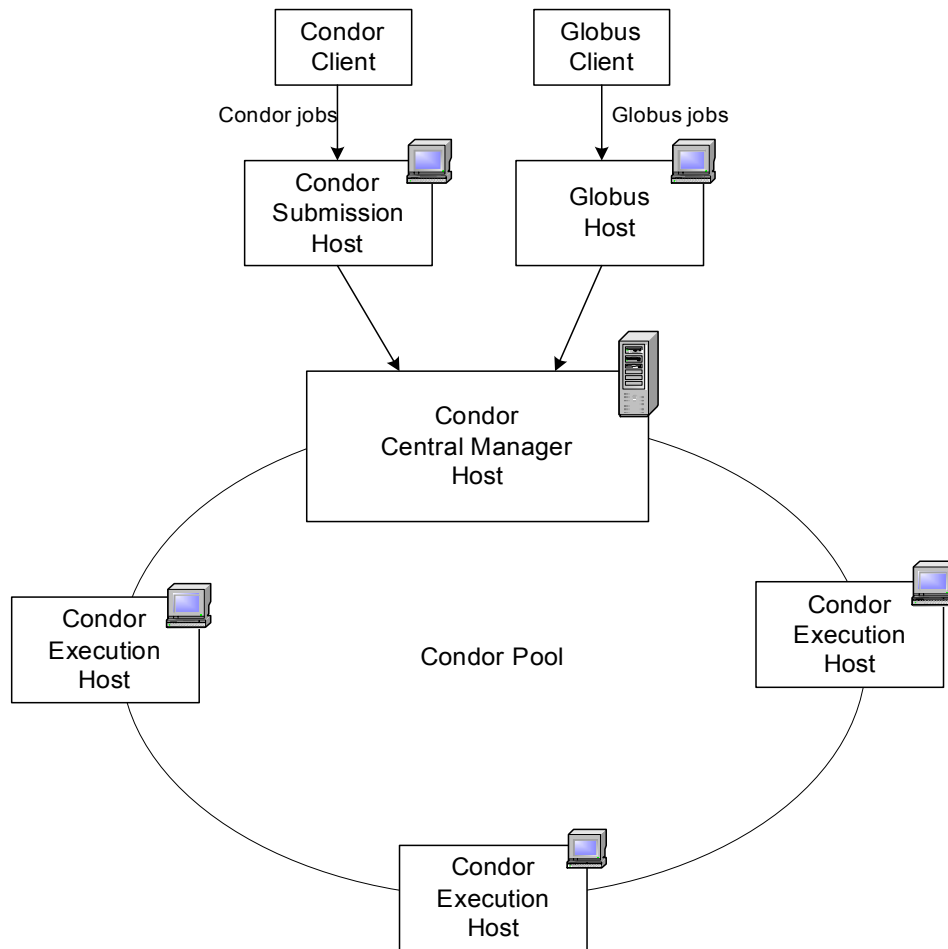 Condor
Client
Globus
Client
Condor jobs
Globus jobs
Condor
Submission
Host
Globus
Host
Condor
Central Manager
Host
Condor
Execution
Host
Condor Pool
Condor
Execution
Host
Condor
Execution
Host